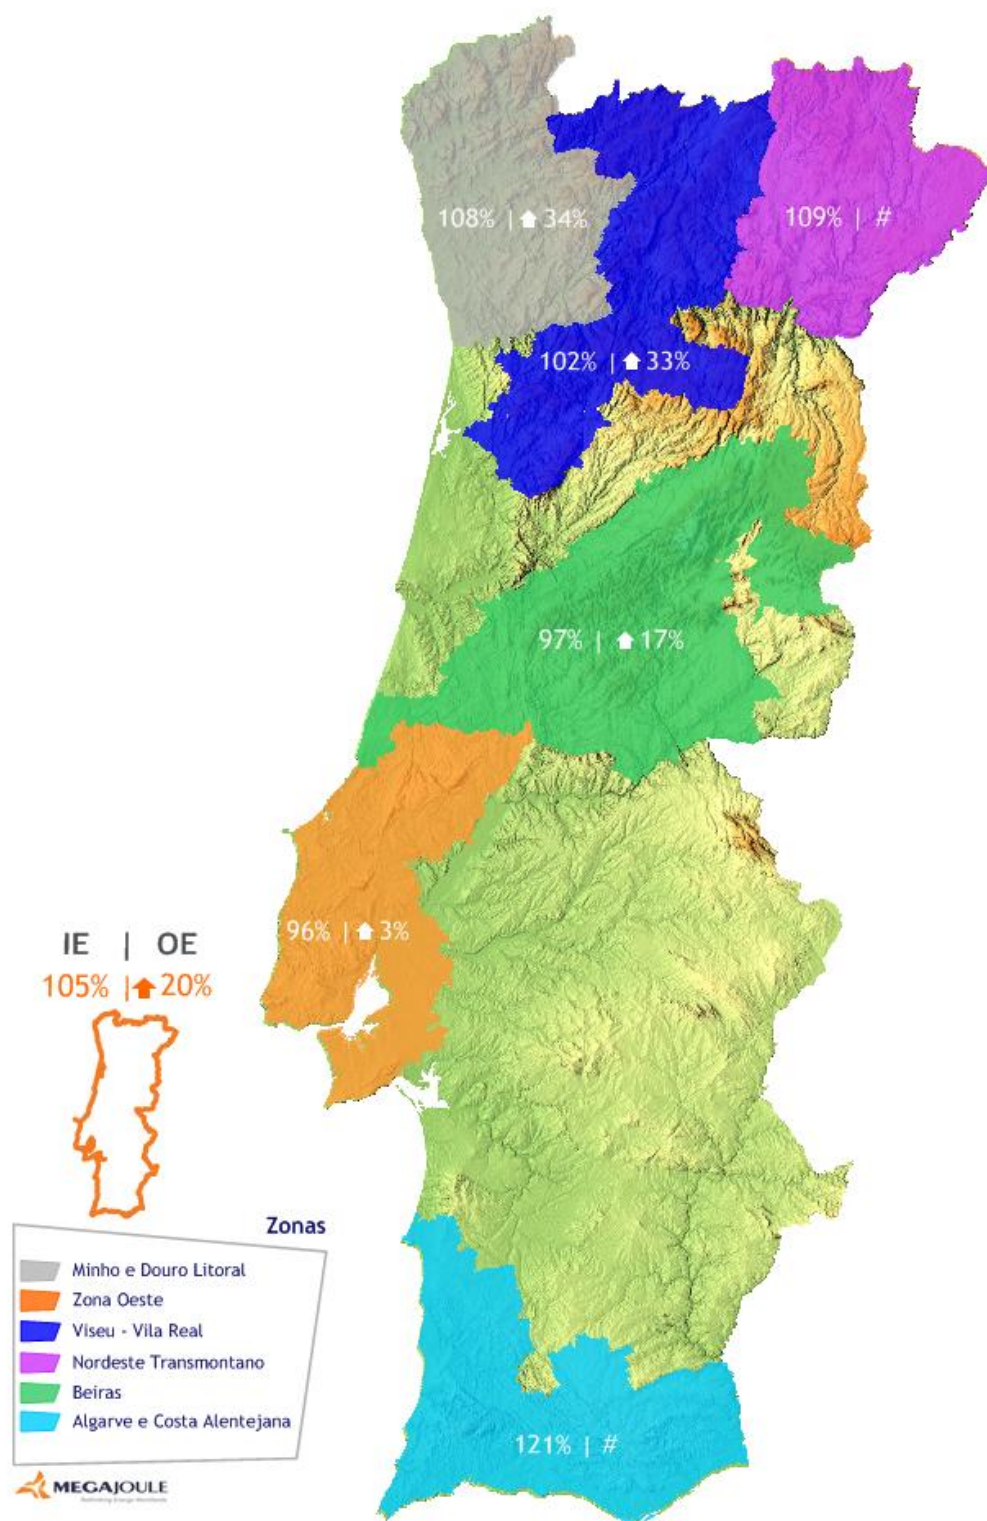 108% | ⬆ 34%
109% | #
102% | ⬆ 33%
97% | ⬆ 17%
96% | ⬆ 3%
IE | OE
105% | ⬆ 20%
Zonas
Minho e Douro Litoral
Zona Oeste
Viseu - Vila Real
Nordeste Transmontano
Beiras
Algarve e Costa Alentejana
121% | #
MEGAJOULE